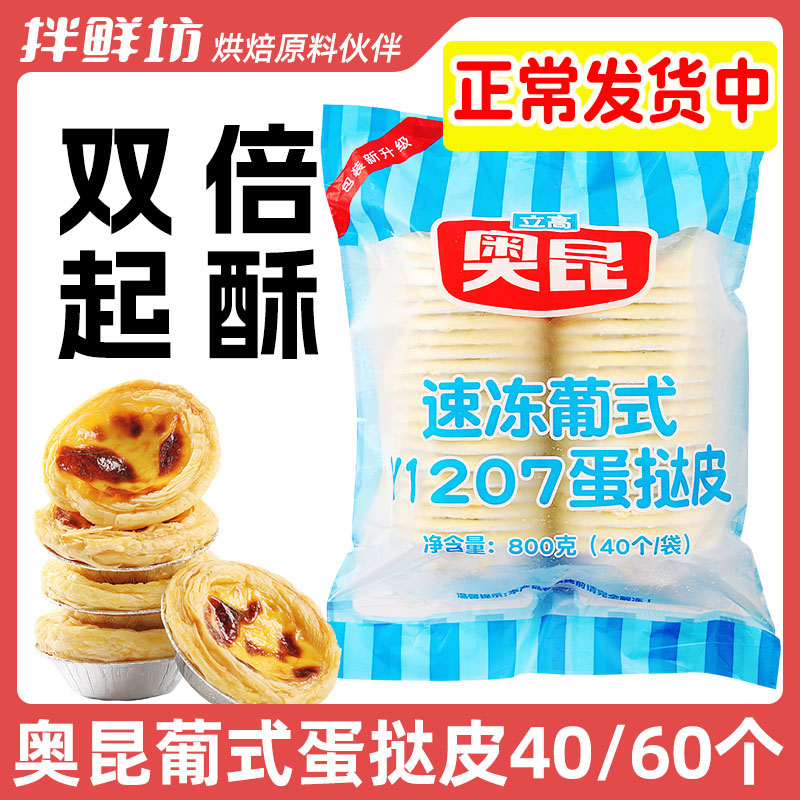 拌鲜坊 烘焙原料伙伴
正常发货中
双倍
起酥
包装新升级
立高
奥昆
速冻葡式
Y1207蛋挞皮
净含量：800克（40个/袋）
奥昆葡式蛋挞皮40/60个